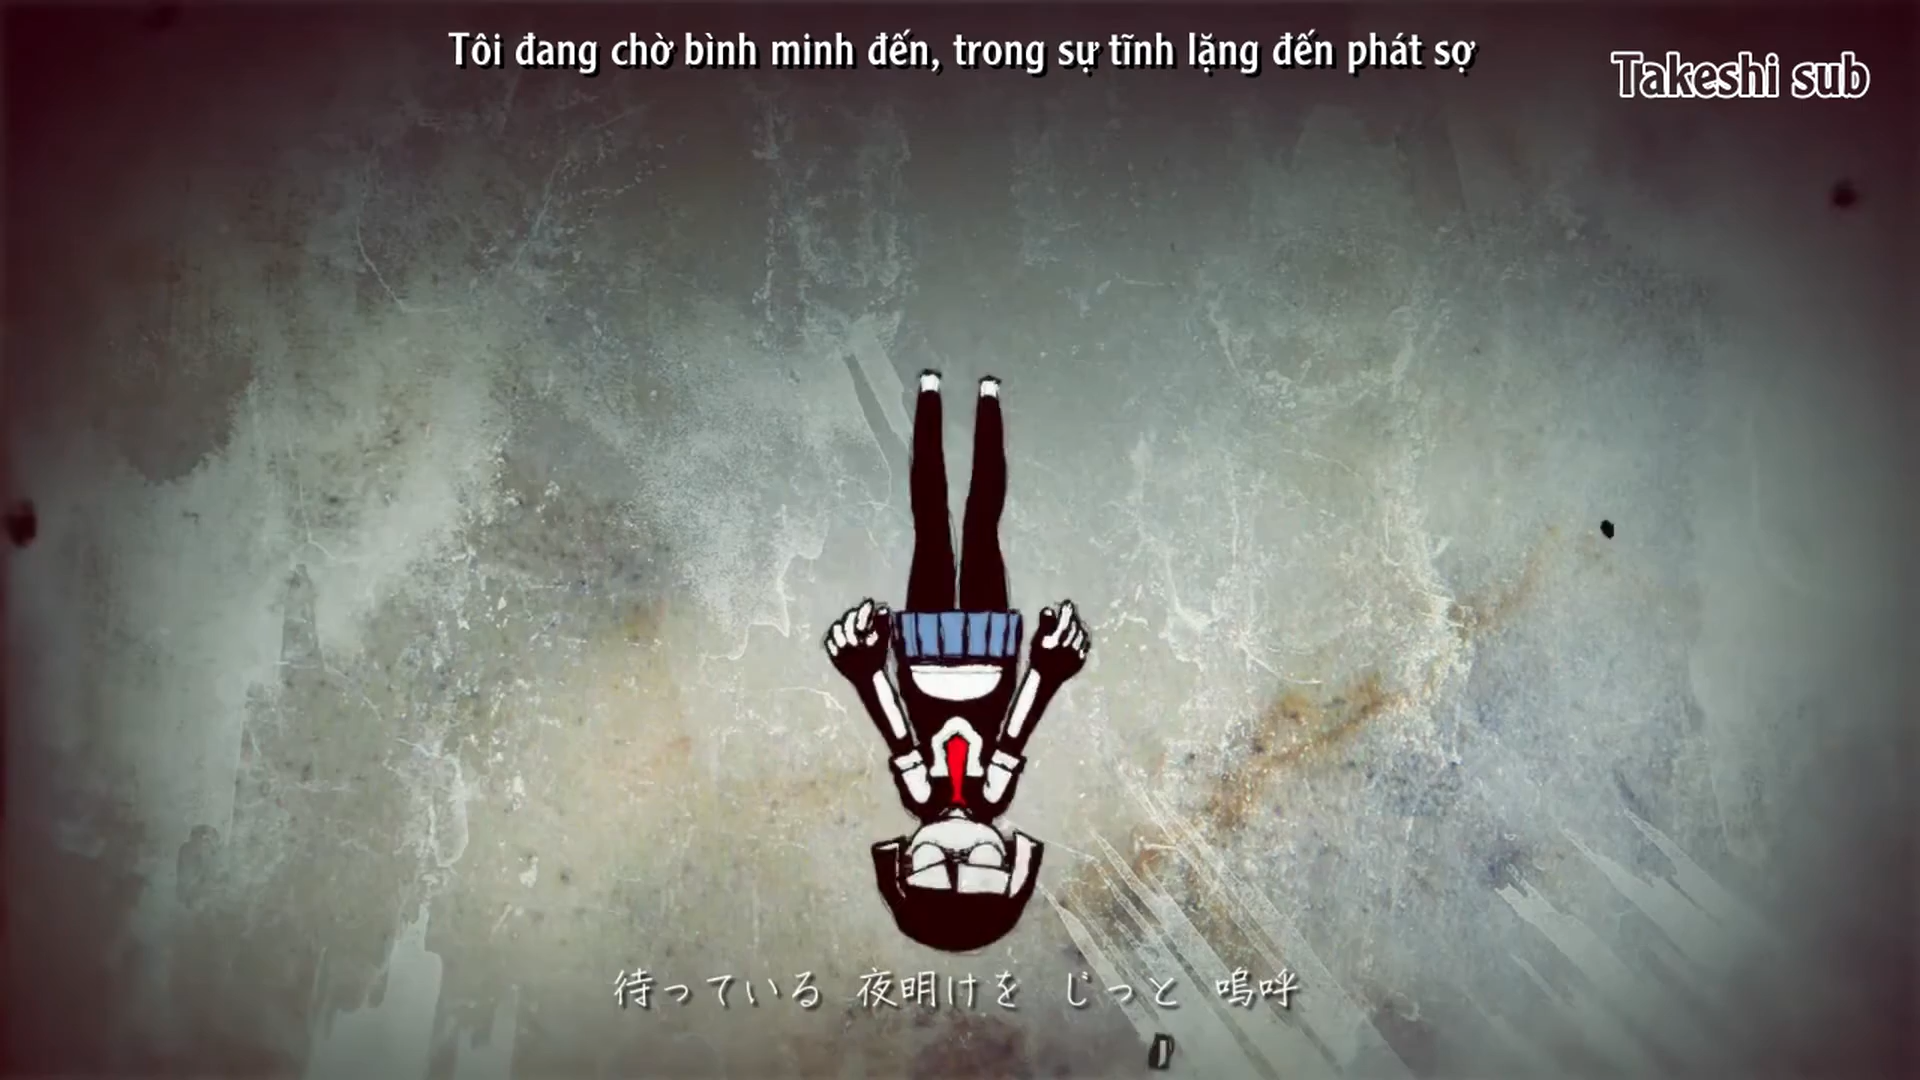 Tôi đang chờ bình minh đến, trong sự tĩnh lặng đến phát sợ
Takeshi sub
待っている 夜明けを じっと 嗚呼